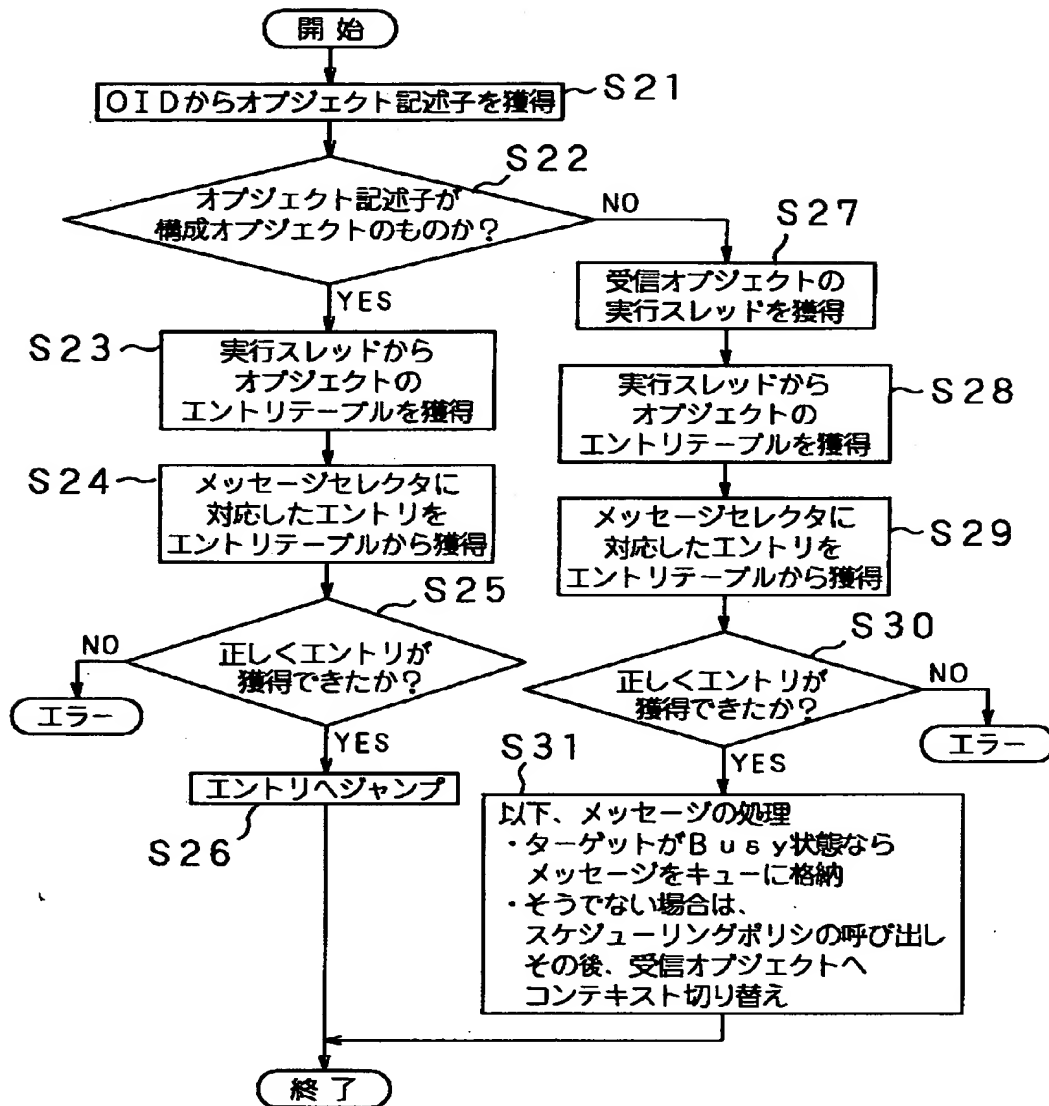 開始
OIDからオブジェクト記述子を獲得
S21
S22
オブジェクト記述子が
構成オブジェクトのものか?
NO
YES
S23
実行スレッドから
オブジェクトの
エントリテーブルを獲得
S24
メッセージセレクタに
対応したエントリを
エントリテーブルから獲得
S25
正しくエントリが
獲得できたか?
NO
エラー
YES
エントリへジャンプ
S26
S27
受信オブジェクトの
実行スレッドを獲得
実行スレッドから
オブジェクトの
エントリテーブルを獲得
S28
メッセージセレクタに
対応したエントリを
エントリテーブルから獲得
S29
S30
正しくエントリが
獲得できたか?
NO
エラー
YES
S31
以下、メッセージの処理
・ターゲットがBusy状態なら
メッセージをキューに格納
・そうでない場合は、
スケジューリングポリシの呼び出し
その後、受信オブジェクトへ
コンテキスト切り替え
終了